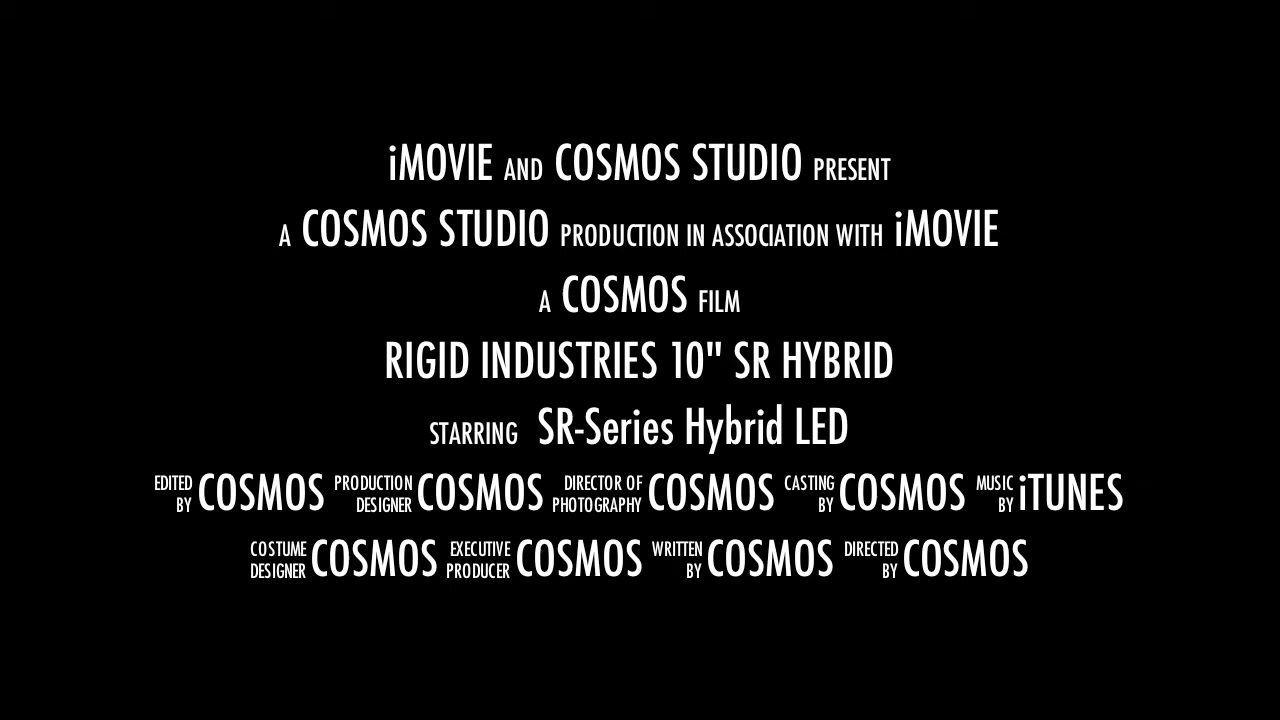 iMOVIE AND COSMOS STUDIO PRESENT
A COSMOS STUDIO PRODUCTION IN ASSOCIATION WITH iMOVIE
A COSMOS FILM
RIGID INDUSTRIES 10" SR HYBRID
STARRING SR-Series Hybrid LED
EDITED BY COSMOS PRODUCTION DESIGNER COSMOS DIRECTOR OF PHOTOGRAPHY COSMOS CASTING BY COSMOS MUSIC BY iTUNES
COSTUME DESIGNER COSMOS EXECUTIVE PRODUCER COSMOS WRITTEN BY COSMOS DIRECTED BY COSMOS